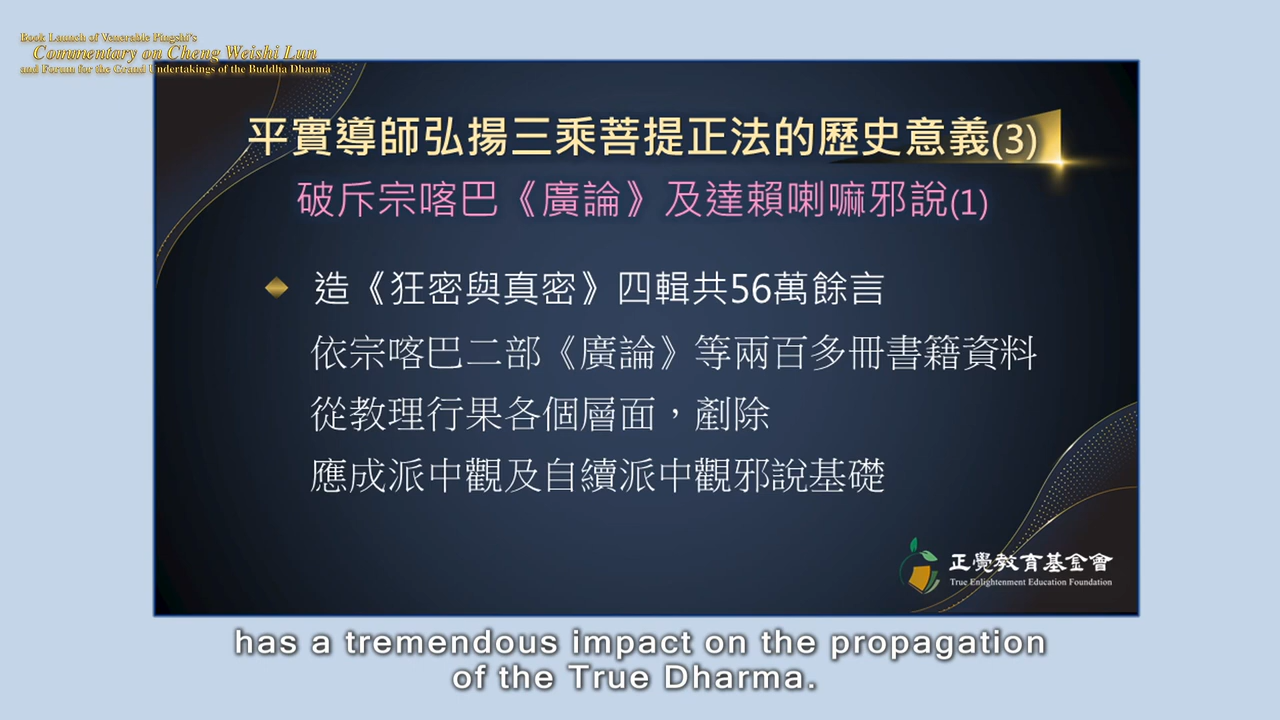 Book Launch of Venerable Pingshi's
Commentary on Cheng Weishi Lun
and Forum for the Grand Undertakings of the Buddha Dharma
平實導師弘揚三乘菩提正法的歷史意義(3)
破斥宗喀巴《廣論》及達賴喇嘛邪說(1)
造《狂密與真密》四輯共56萬餘言
依宗喀巴二部《廣論》等兩百多冊書籍資料
從教理行果各個層面，剷除
應成派中觀及自續派中觀邪說基礎
正覺教育基金會
True Enlightenment Education Foundation
has a tremendous impact on the propagation
of the True Dharma.